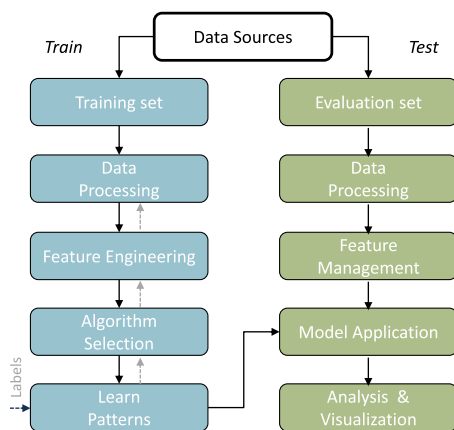 Data Sources
Train
Test
Training set
Evaluation set
Data
Processing
Data
Processing
Feature Engineering
Feature
Management
Algorithm
Selection
Model Application
Labels
Learn
Patterns
Analysis &
Visualization